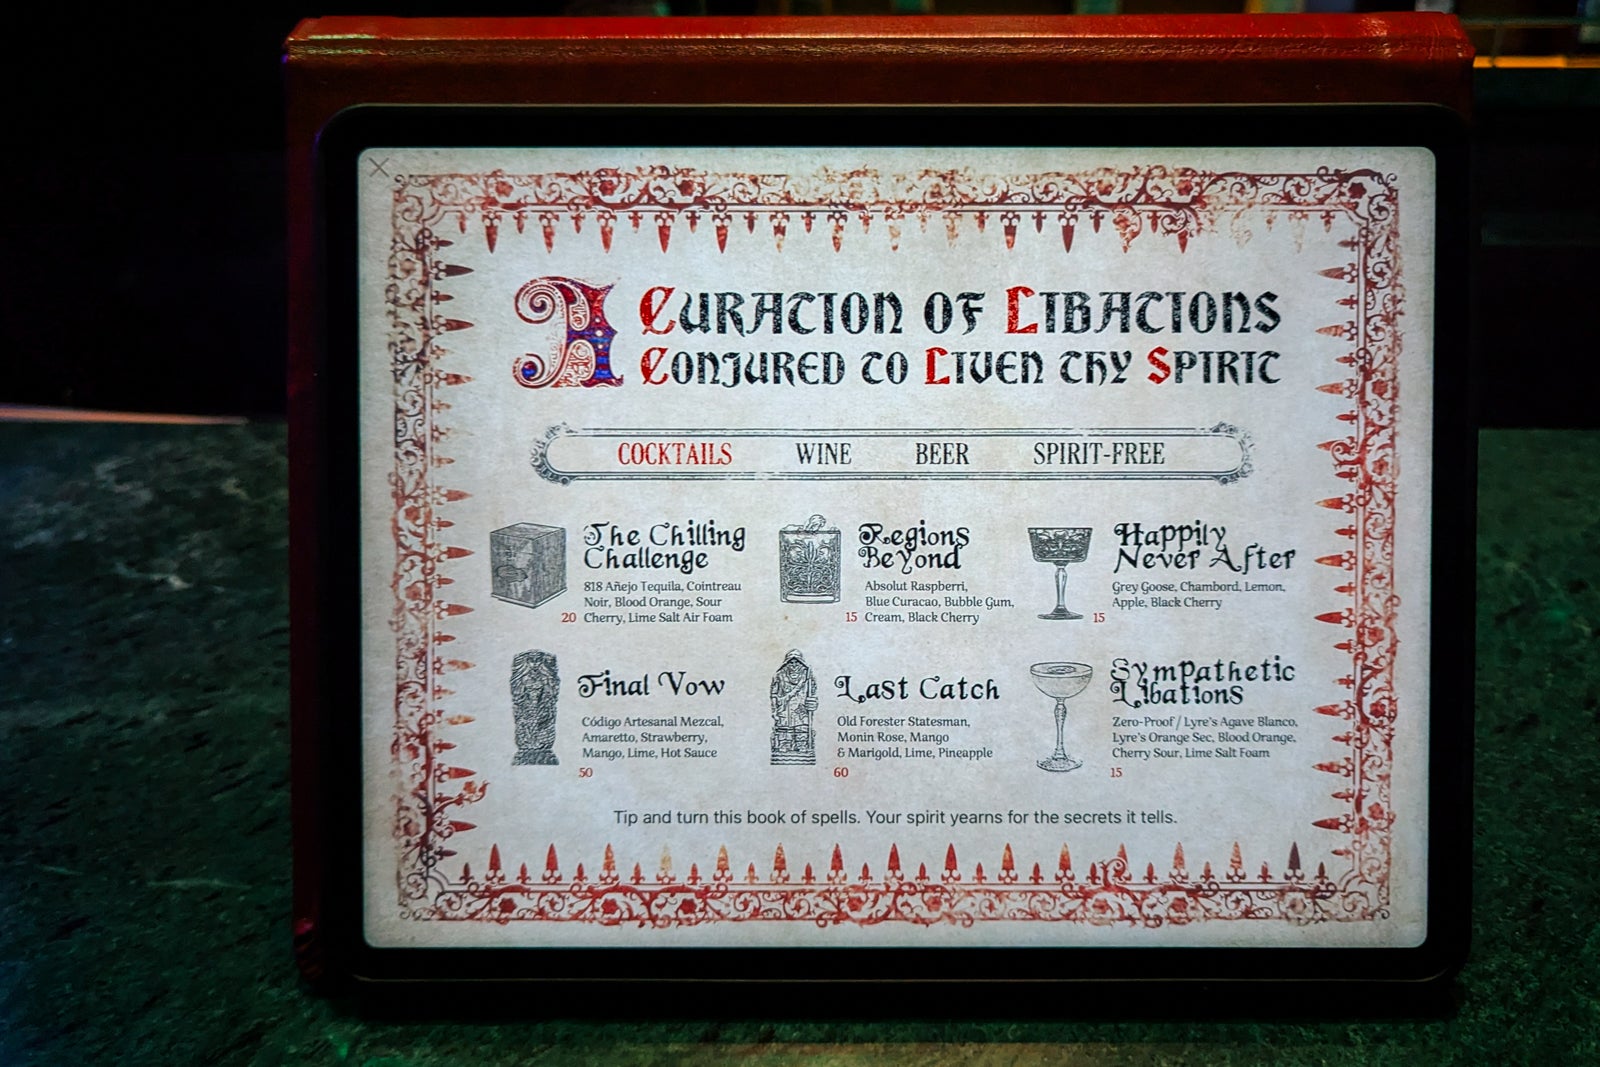 A CURATION OF LIBATIONS
CONJURED TO LIVEN THY SPIRIT
COCKTAILS WINE BEER SPIRIT-FREE
The Chilling
Challenge
818 Añejo Tequila, Cointreau
Noir, Blood Orange, Sour
20 Cherry, Lime Salt Air Foam
Regions
Beyond
Absolut Raspberri,
Blue Curacao, Bubble Gum,
15 Cream, Black Cherry
Happily
Never After
Grey Goose, Chambord, Lemon,
Apple, Black Cherry
15
Final Vow
Código Artesanal Mezcal,
Amaretto, Strawberry,
Mango, Lime, Hot Sauce
50
Last Catch
Old Forester Statesman,
Monin Rose, Mango
& Marigold, Lime, Pineapple
60
Sympathetic
Libations
Zero-Proof / Lyre's Agave Blanco,
Lyre's Orange Sec, Blood Orange,
Cherry Sour, Lime Salt Foam
15
Tip and turn this book of spells. Your spirit yearns for the secrets it tells.